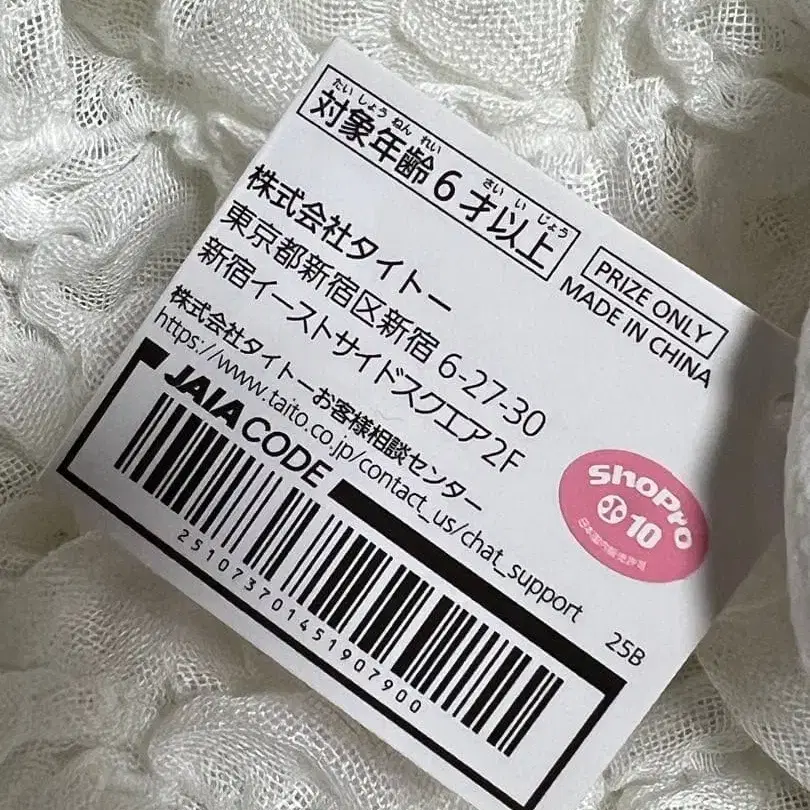 たいしょうねんれい さいいじょう
対象年齢6才以上
PRIZE ONLY
MADE IN CHINA
株式会社タイトー
東京都新宿区新宿 6-27-30
新宿イーストサイドスクエア2F
株式会社タイトーお客様相談センター
https://www.taito.co.jp/contact_us/chat_support
25B
JAIA CODE
251073701451907900
ShoPro
小 10